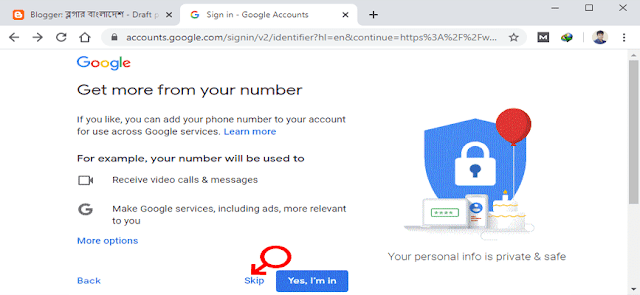 Blogger: ব্লগার বাংলাদেশ - Draft p
Sign in - Google Accounts
accounts.google.com/signin/v2/identifier?hl=en&continue=https%3A%2F%2Fw...
Google
Get more from your number
If you like, you can add your phone number to your account
for use across Google services. Learn more
For example, your number will be used to
Receive video calls & messages
Make Google services, including ads, more relevant
to you
More options
Your personal info is private & safe
Back
Skip
Yes, I'm in